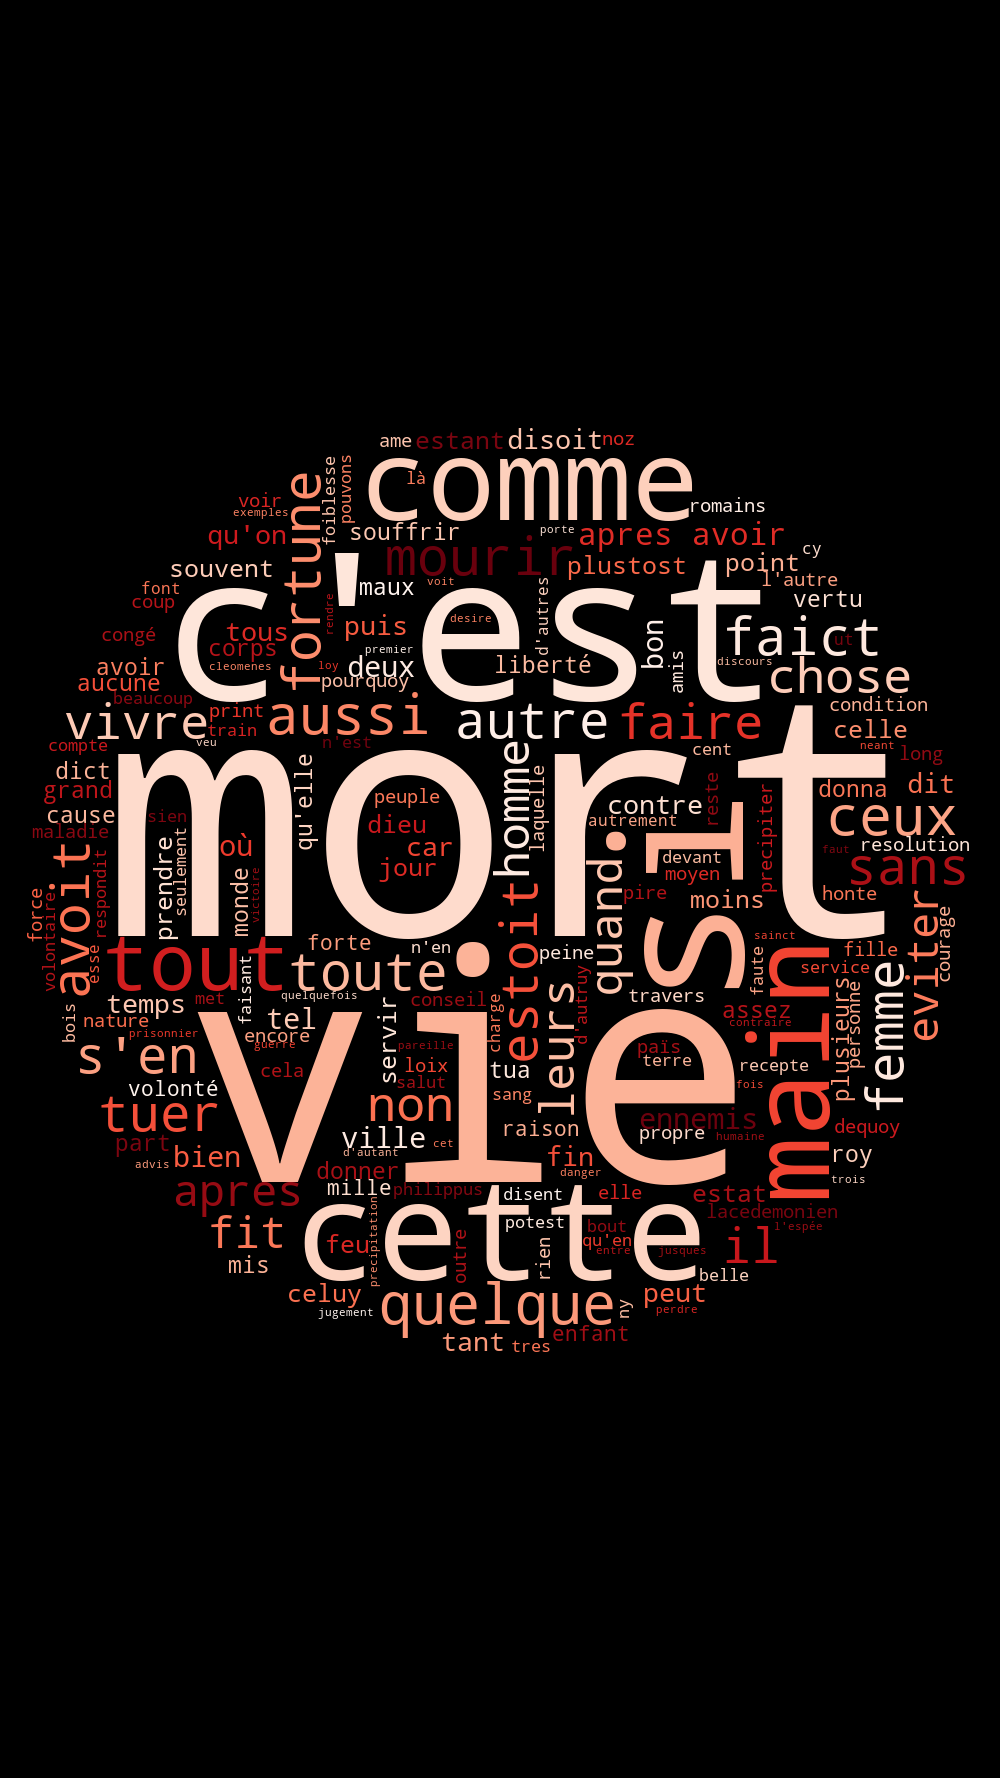 ame
estant
disoit
noz
comme
là
voir
exemples
fortune
foiblesse
pouvons
romains
qu'on
souffrir
porte
apres avoir
cy
mourir
plustost
point
souvent
c'est
maux
voit
l'autre
font
coup
rendre
desire
d'autres
vertu
congé
tous
puis
bon
faict
ut
corps
avoir
cleomenes
loy
deux
liberté
amis
discours
chose
aucune
pourquoy
beaucoup
print
aussi
autre
faire
condition
vivre
train
veu
n'est
celle
compte
mort
homme
cent
neant
long
dict
qu'elle
laquelle
grand
peuple
contre
reste
precipiter
donna
dit
cause
sien
dieu
autrement
ceux
maladie
où
car
si
resolution
prendre
seulement
jour
devant
faut
avoit
respondit
monde
victoire
moyen
sans
force
volontaire
estoit
quand
pire
moins
honte
eviter
courage
tout
forte
n'en
peine
sainct
fille
esse
toute
faute
service
bois
temps
met
faisant
quelquefois
conseil
charge
d'autruy
travers
main
femme
nature
tel
servir
leurs
assez
contraire
plusieurs
personne
prisonnier
encore
guerre
vie
pareille
païs
s'en
cela
loix
tua
terre
recepte
volonté
salut
sang
fois
tuer
non
ennemis
dequoy
part
ville
cet
raison
propre
humaine
advis
bien
d'autant
fin
roy
donner
danger
trois
apres
mille
philippus
disent
elle
estat
cette
lacedemonien
fit
precipitation
potest
bout
l'espée
feu
outre
rien
qu'en
entre
jusques
il
mis
belle
celuy
quelque
ny
peut
jugement
perdre
tant
tres
enfant
premier